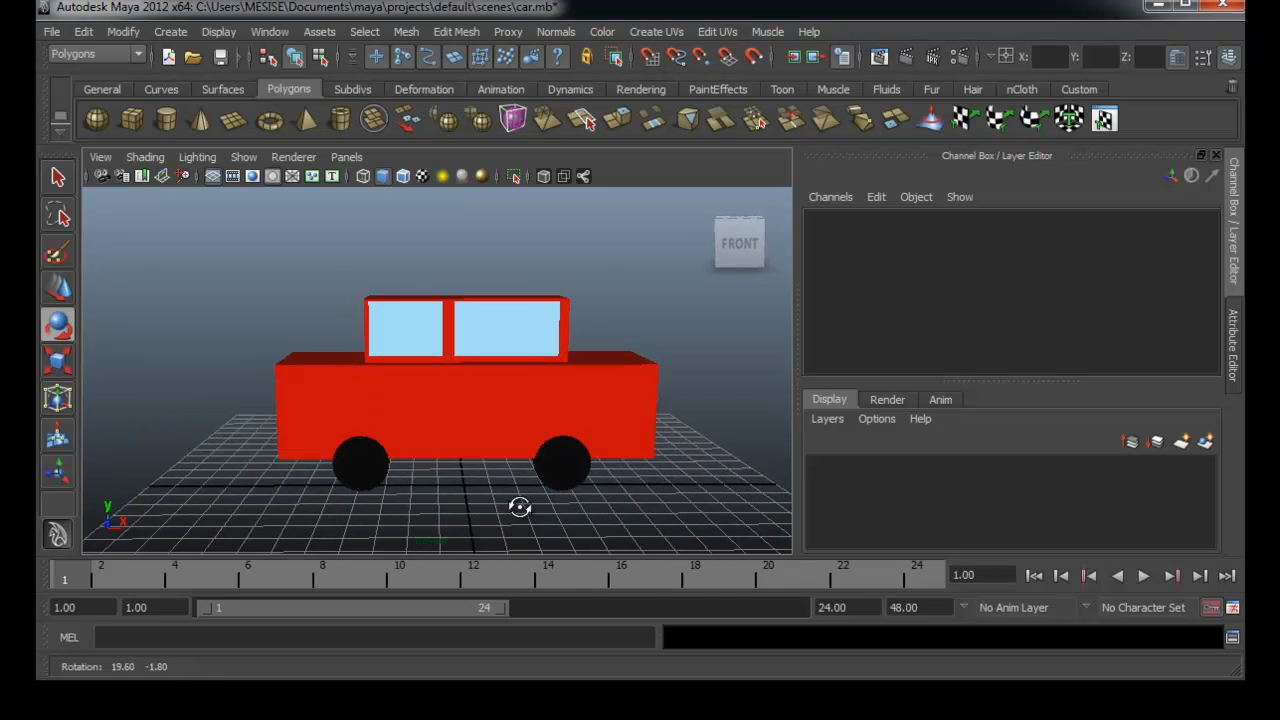 Autodesk Maya 2012 x64: C:\Users\MESISE\Documents\maya\projects\default\scenes\car.mb*
File Edit Modify Create Display Window Assets Select Mesh Edit Mesh Proxy Normals Color Create UVs Edit UVs Muscle Help
Polygons X: Y: Z:
General Curves Surfaces Polygons Subdivs Deformation Animation Dynamics Rendering PaintEffects Toon Muscle Fluids Fur Hair nCloth Custom
View Shading Lighting Show Renderer Panels
Channel Box / Layer Editor
Channels Edit Object Show
FRONT
Channel Box / Layer Editor
Attribute Editor
Display Render Anim
Layers Options Help
y
x
2 4 6 8 10 12 14 16 18 20 22 24
1
1.00
1.00 1.00 1 24 24.00 48.00 No Anim Layer No Character Set
MEL
Rotation: 19.60 -1.80